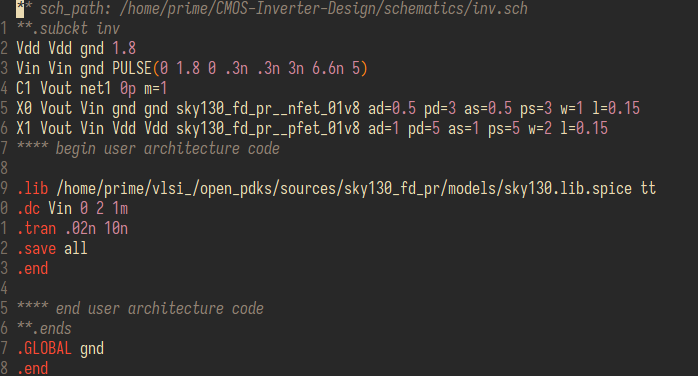 ** sch_path: /home/prime/CMOS-Inverter-Design/schematics/inv.sch
1 **.subckt inv
2 Vdd Vdd gnd 1.8
3 Vin Vin gnd PULSE(0 1.8 0 .3n .3n 3n 6.6n 5)
4 C1 Vout net1 0p m=1
5 X0 Vout Vin gnd gnd sky130_fd_pr__nfet_01v8 ad=0.5 pd=3 as=0.5 ps=3 w=1 l=0.15
6 X1 Vout Vin Vdd Vdd sky130_fd_pr__pfet_01v8 ad=1 pd=5 as=1 ps=5 w=2 l=0.15
7 **** begin user architecture code
8
9 .lib /home/prime/vlsi_/open_pdks/sources/sky130_fd_pr/models/sky130.lib.spice tt
0 .dc Vin 0 2 1m
1 .tran .02n 10n
2 .save all
3 .end
4
5 **** end user architecture code
6 **.ends
7 .GLOBAL gnd
8 .end